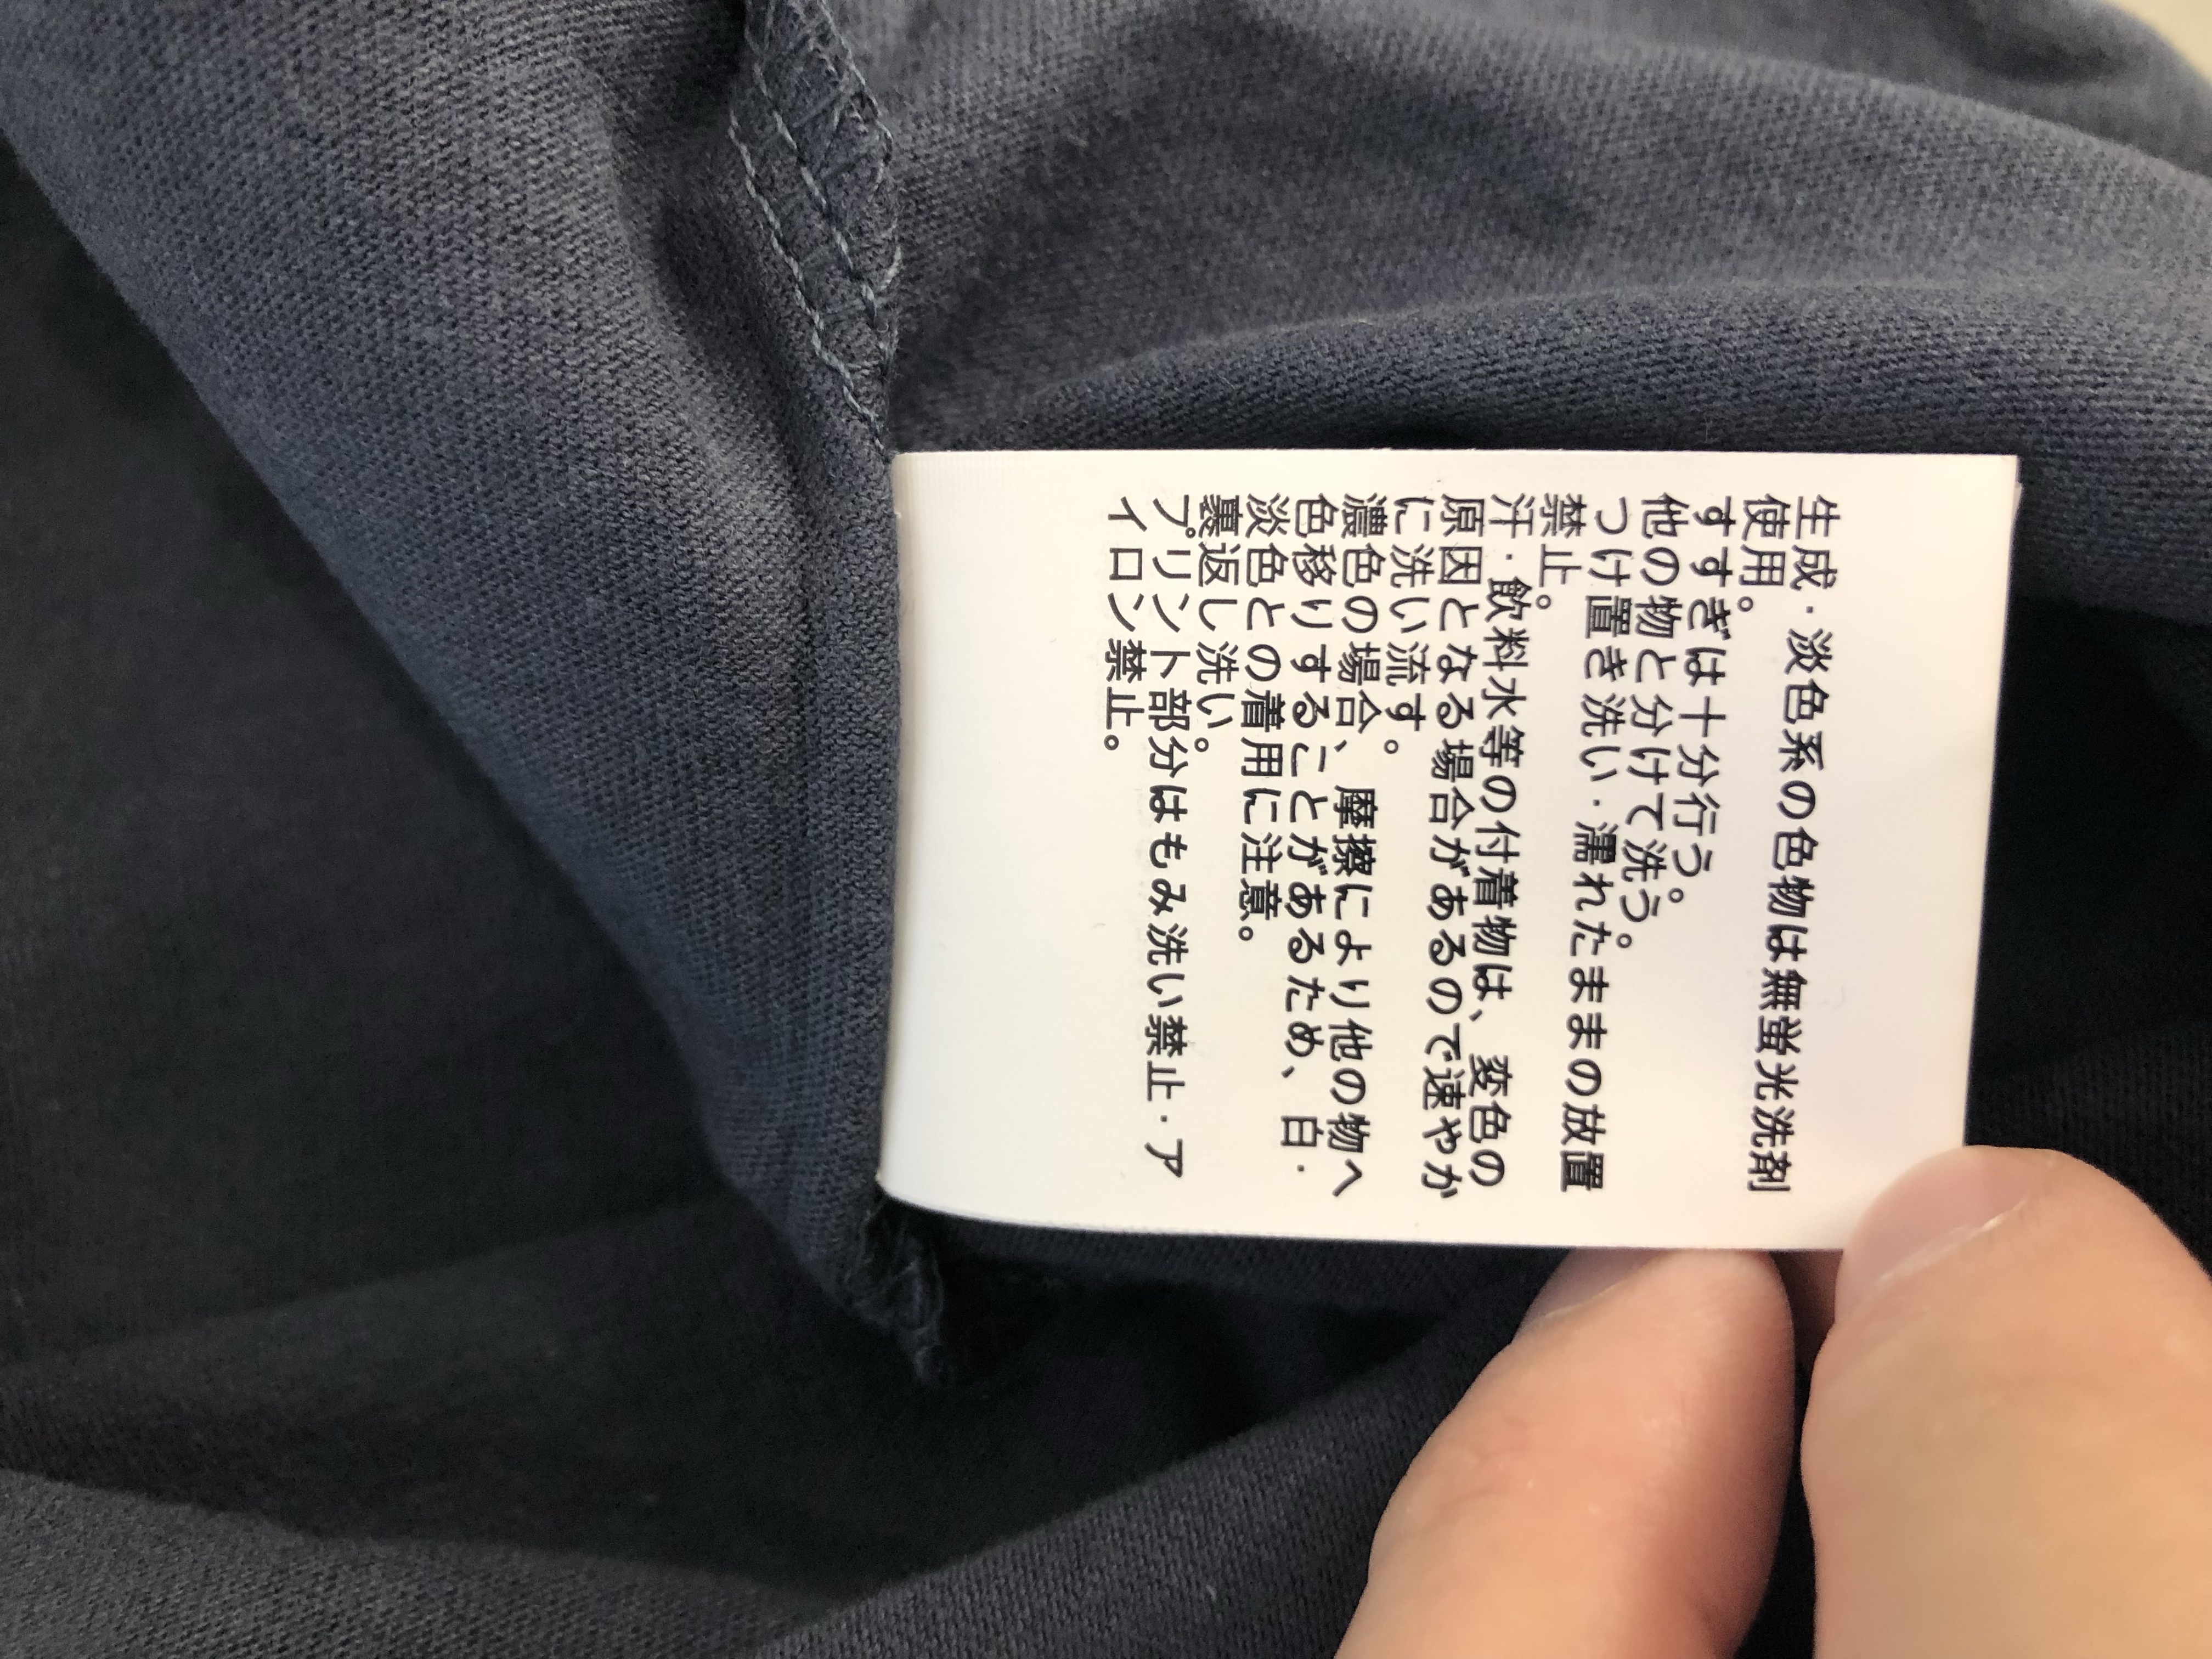 生成・淡色系の色物は無蛍光洗剤
使用。
すすぎは十分行う。
他の物と分けて洗う。
つけ置き洗い・濡れたままの放置
禁止。
汗・飲料水等の付着物は、変色の
原因となる場合があるので速やか
に洗い流す。
濃色の場合、摩擦により他の物へ
色移りすることがあるため、白・
淡色との着用に注意。
裏返し洗い。
プリント部分はもみ洗い禁止・ア
イロン禁止。